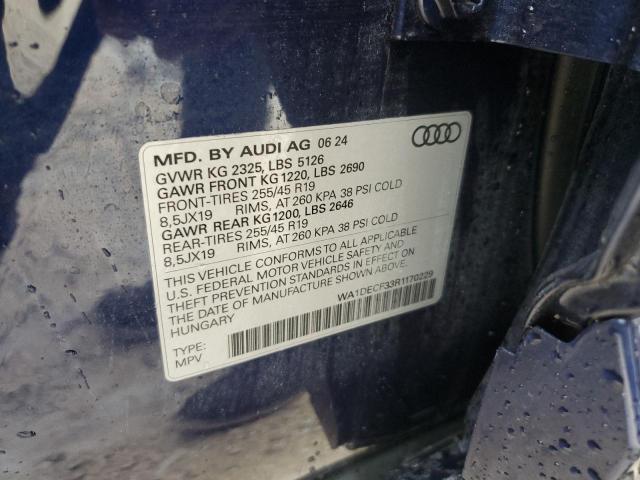 MFD. BY AUDI AG 06 24
GVWR KG 2325, LBS 5126
GAWR FRONT KG 1220, LBS 2690
FRONT-TIRES 255/45 R19
8,5JX19 RIMS, AT 260 KPA 38 PSI COLD
GAWR REAR KG1200, LBS 2646
REAR-TIRES 255/45 R19
8,5JX19 RIMS, AT 260 KPA 38 PSI COLD
THIS VEHICLE CONFORMS TO ALL APPLICABLE
U.S. FEDERAL MOTOR VEHICLE SAFETY AND
THEFT PREVENTION STANDARDS IN EFFECT ON
THE DATE OF MANUFACTURE SHOWN ABOVE.
HUNGARY
WA1DECF33R1170229
TYPE:
MPV